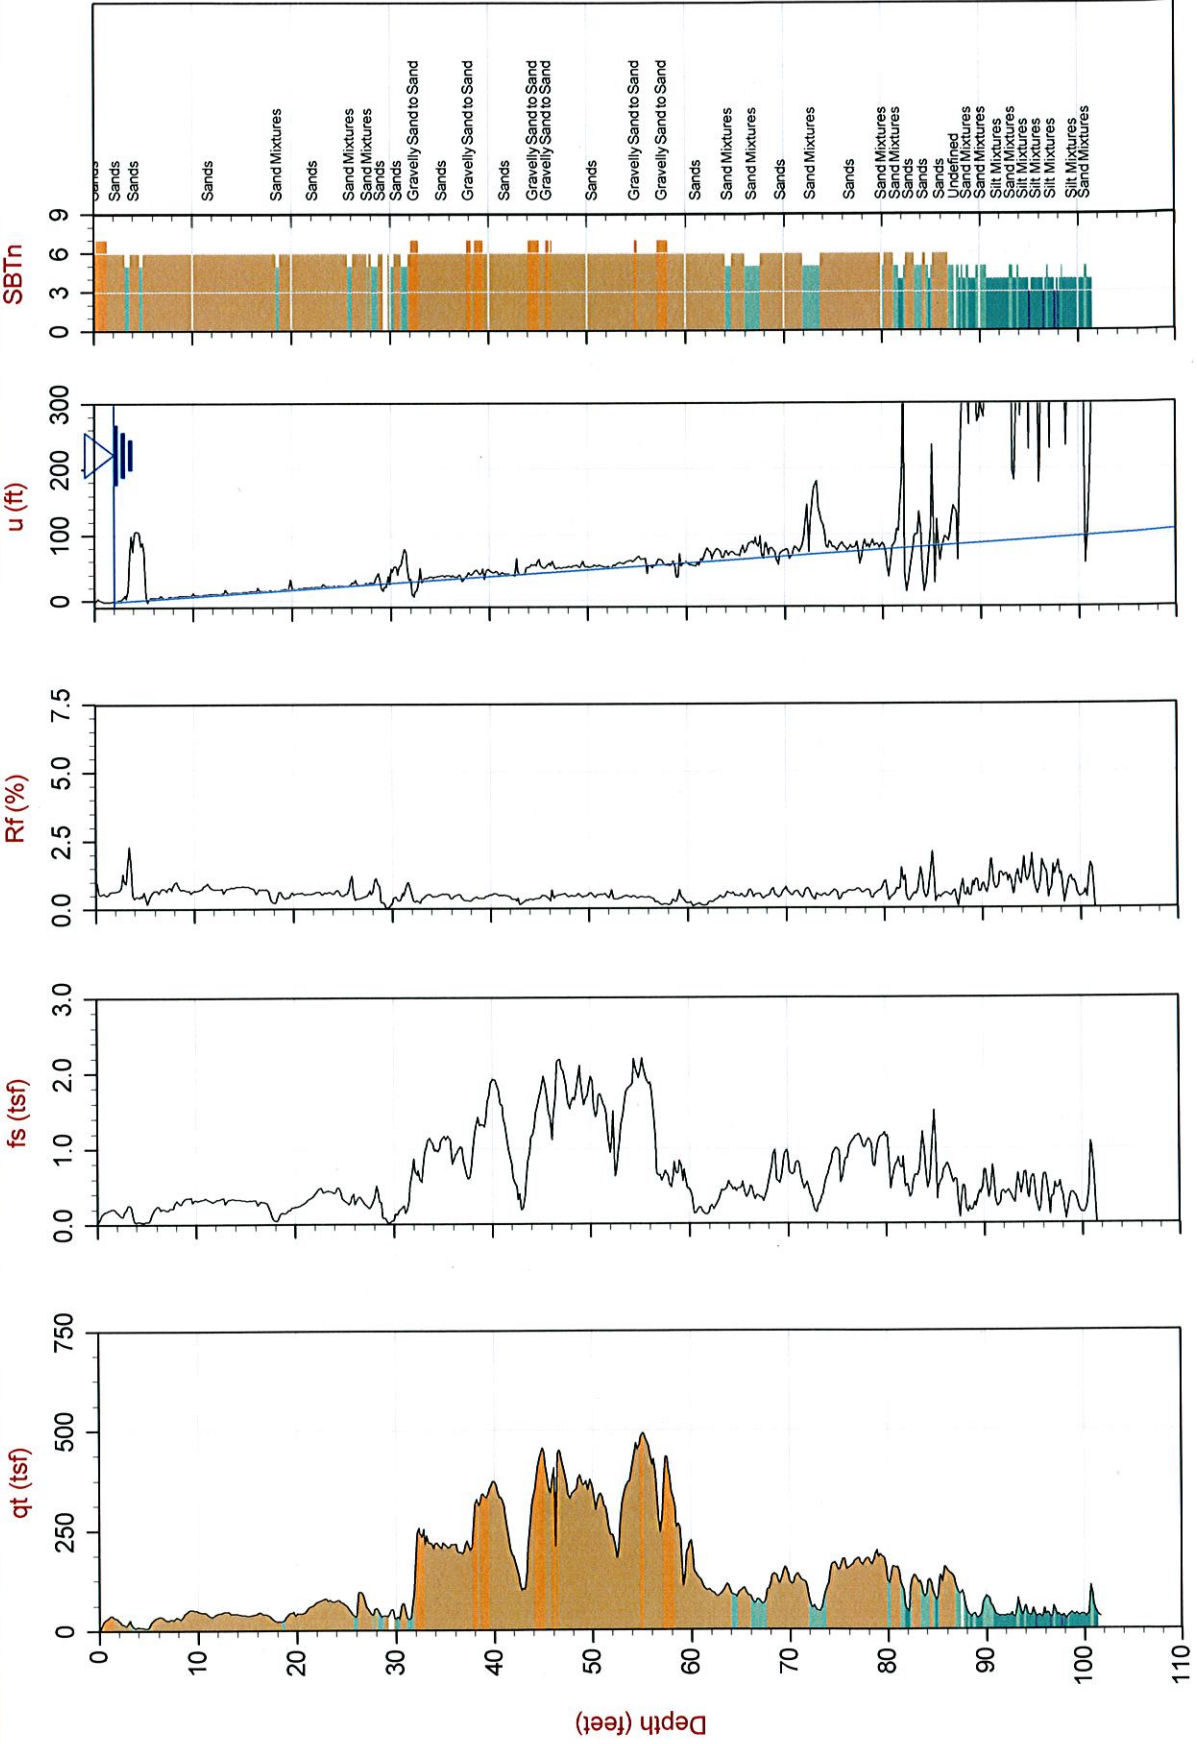 qt (tsf)
fs (tsf)
Rf (%)
u (ft)
SBTn
0
250
500
750
0.0
1.0
2.0
3.0
0.0
2.5
5.0
7.5
0
100
200
300
0
3
6
9
Depth (feet)
0
10
20
30
40
50
60
70
80
90
100
110
Sands
Sands
Sands
Sand Mixtures
Sands
Sand Mixtures
Sand Mixtures
Sands
Sands
Gravelly Sand to Sand
Sands
Gravelly Sand to Sand
Sands
Gravelly Sand to Sand
Gravelly Sand to Sand
Sands
Gravelly Sand to Sand
Gravelly Sand to Sand
Sands
Sand Mixtures
Sand Mixtures
Sands
Sand Mixtures
Sands
Sand Mixtures
Sand Mixtures
Sands
Sands
Sands
Undefined
Sand Mixtures
Sand Mixtures
Silt Mixtures
Sand Mixtures
Silt Mixtures
Silt Mixtures
Silt Mixtures
Silt Mixtures
Sand Mixtures